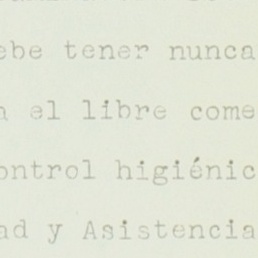 ebe tener nunca
a el libre come
ontrol higiénic
ad y Asistencia